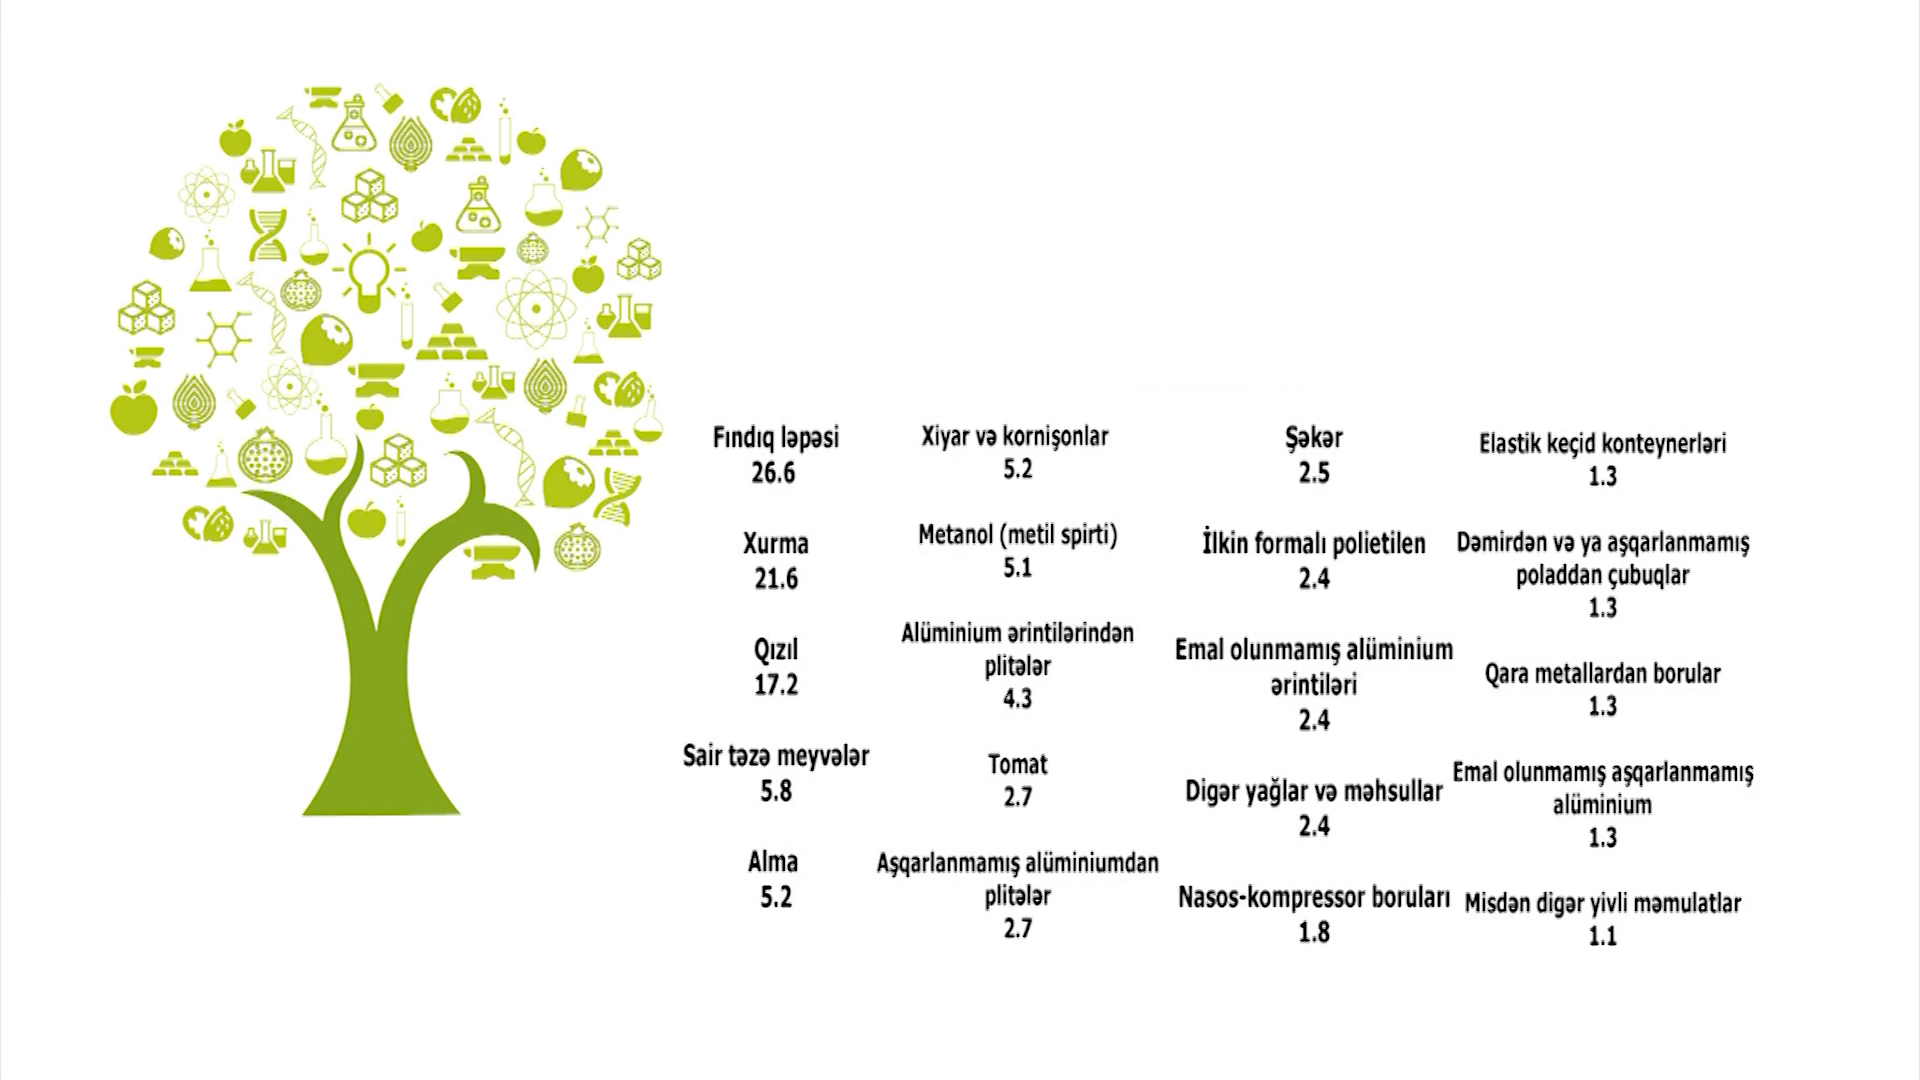 Fındıq ləpəsi
26.6
Xurma
21.6
Qızıl
17.2
Sair təzə meyvələr
5.8
Alma
5.2
Xiyar və kornişonlar
5.2
Metanol (metil spirti)
5.1
Alüminium ərintilərindən
plitələr
4.3
Tomat
2.7
Aşqarlanmamış alüminiumdan
plitələr
2.7
Şəkər
2.5
İlkin formalı polietilen
2.4
Emal olunmamış alüminium
ərintiləri
2.4
Digər yağlar və məhsullar
2.4
Nasos-kompressor boruları
1.8
Elastik keçid konteynerləri
1.3
Dəmirdən və ya aşqarlanmamış
poladdan çubuqlar
1.3
Qara metallardan borular
1.3
Emal olunmamış aşqarlanmamış
alüminium
1.3
Misdən digər yivli məmulatlar
1.1